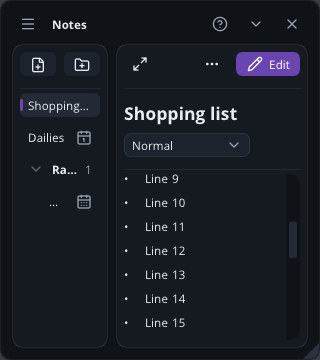 Notes
Edit
Shopping...
Dailies
Ra... 1
...
Shopping list
Normal
• Line 9
• Line 10
• Line 11
• Line 12
• Line 13
• Line 14
• Line 15